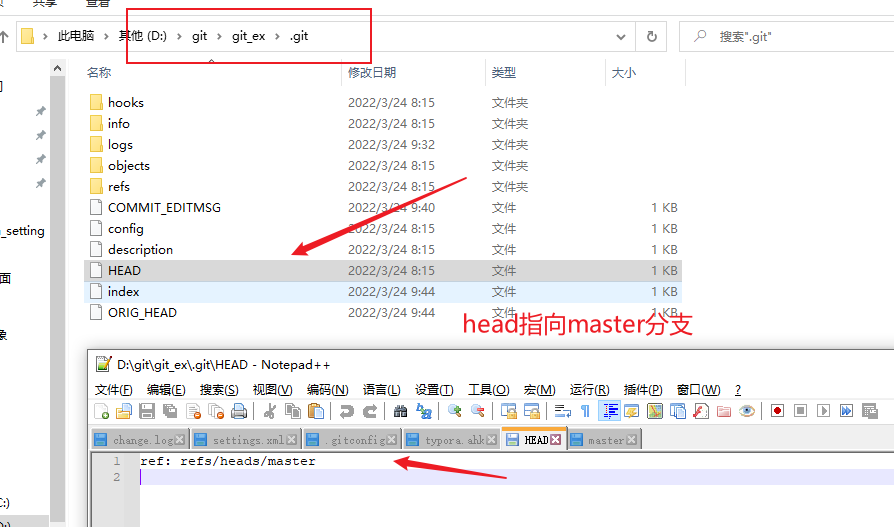 共享 查看
此电脑 › 其他 (D:) › git › git_ex › .git
搜索".git"
名称 修改日期 类型 大小
hooks 2022/3/24 8:15 文件夹
info 2022/3/24 8:15 文件夹
logs 2022/3/24 9:32 文件夹
objects 2022/3/24 8:15 文件夹
refs 2022/3/24 8:15 文件夹
COMMIT_EDITMSG 2022/3/24 9:40 文件 1 KB
_setting
config 2022/3/24 8:15 文件 1 KB
description 2022/3/24 8:15 文件 1 KB
面
HEAD 2022/3/24 8:15 文件 1 KB
index 2022/3/24 9:44 文件 1 KB
ORIG_HEAD 2022/3/24 9:44 文件 1 KB
head指向master分支
象
D:\git\git_ex\.git\HEAD - Notepad++
文件(F) 编辑(E) 搜索(S) 视图(V) 编码(N) 语言(L) 设置(T) 工具(O) 宏(M) 运行(R) 插件(P) 窗口(W) ?
change.log settings.xml .gitconfig typora.ahk HEAD master
1 ref: refs/heads/master
2
C:)